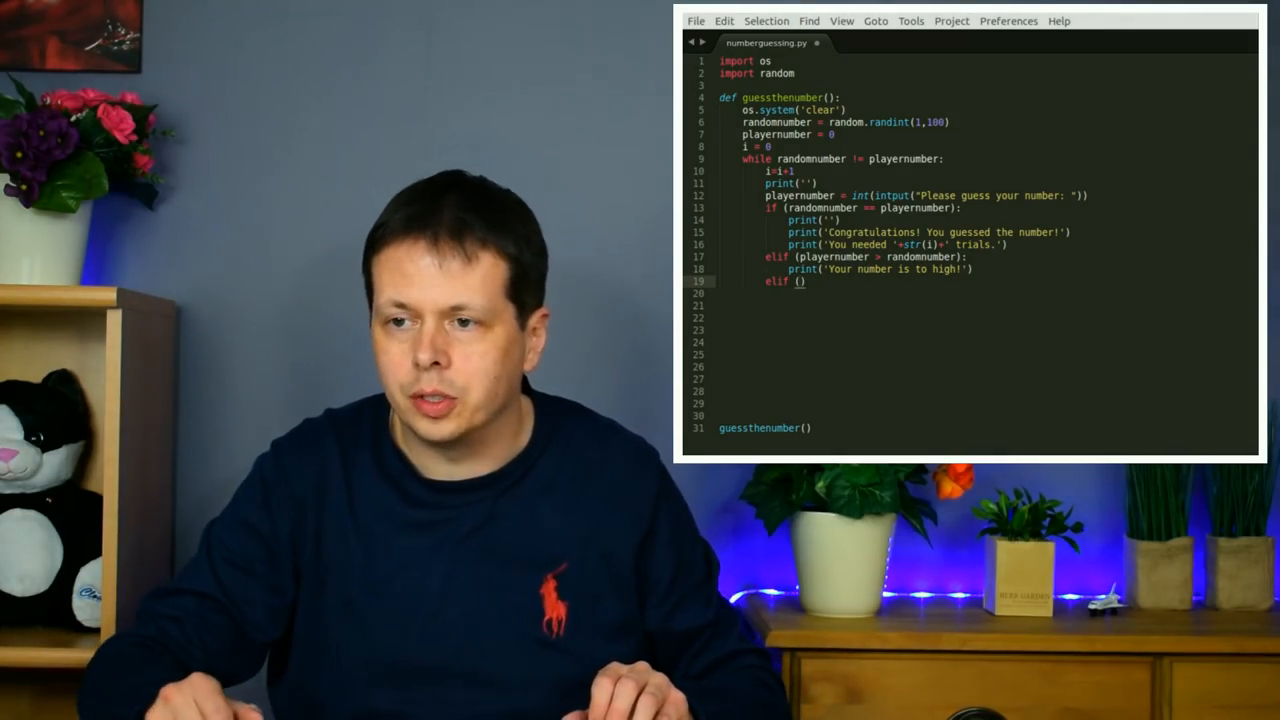 File Edit Selection Find View Goto Tools Project Preferences Help
numberguessing.py
1 import os
2 import random
3
4 def guessthenumber():
5 os.system('clear')
6 randomnumber = random.randint(1,100)
7 playernumber = 0
8 i = 0
9 while randomnumber != playernumber:
10 i=i+1
11 print('')
12 playernumber = int(intput("Please guess your number: "))
13 if (randomnumber == playernumber):
14 print('')
15 print('Congratulations! You guessed the number!')
16 print('You needed '+str(i)+' trials.')
17 elif (playernumber > randomnumber):
18 print('Your number is to high!')
19 elif ()
20
21
22
23
24
25
26
27
28
29
30
31 guessthenumber()
HERB GARDEN